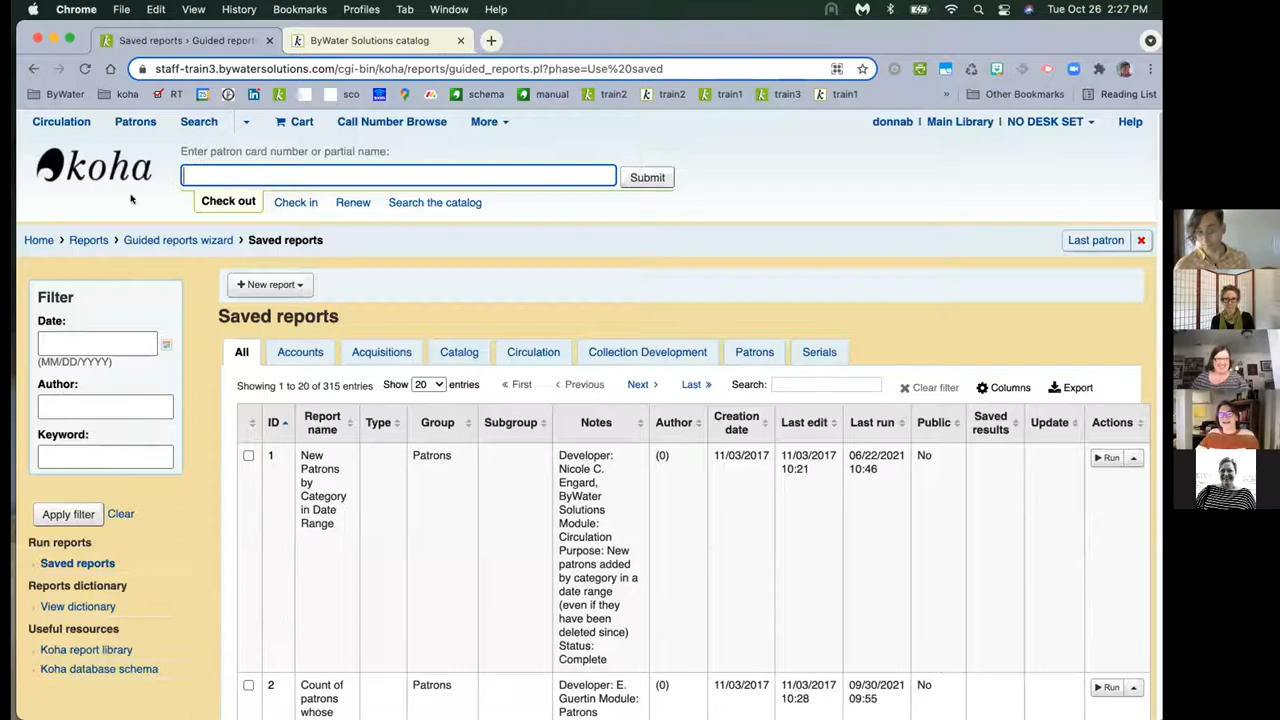 Chrome File Edit View History Bookmarks Profiles Tab Window Help Tue Oct 26 2:27 PM
Saved reports › Guided report × ByWater Solutions catalog × +
staff-train3.bywatersolutions.com/cgi-bin/koha/reports/guided_reports.pl?phase=Use%20saved
ByWater koha RT sco schema manual train2 train2 train1 train3 train1 » Other Bookmarks Reading List
Circulation Patrons Search Cart Call Number Browse More donnab | Main Library | NO DESK SET Help
koha
Enter patron card number or partial name:
Submit
Check out Check in Renew Search the catalog
Home › Reports › Guided reports wizard › Saved reports Last patron ×
+ New report
Filter
Date:
(MM/DD/YYYY)
Author:
Keyword:
Apply filter Clear
Run reports
Saved reports
Reports dictionary
View dictionary
Useful resources
Koha report library
Koha database schema
Saved reports
All Accounts Acquisitions Catalog Circulation Collection Development Patrons Serials
Showing 1 to 20 of 315 entries Show 20 entries « First ‹ Previous Next › Last » Search: × Clear filter Columns Export
ID Report name Type Group Subgroup Notes Author Creation date Last edit Last run Public Saved results Update Actions
1
New
Patrons
by
Category
in Date
Range
Patrons
Developer:
Nicole C.
Engard,
ByWater
Solutions
Module:
Circulation
Purpose: New
patrons added
by category in a
date range
(even if they
have been
deleted since)
Status:
Complete
(0)
11/03/2017
11/03/2017
10:21
06/22/2021
10:46
No
Run
2
Count of
patrons
whose
Patrons
Developer: E.
Guertin Module:
Patrons
(0)
11/03/2017
11/03/2017
10:28
09/30/2021
09:55
No
Run